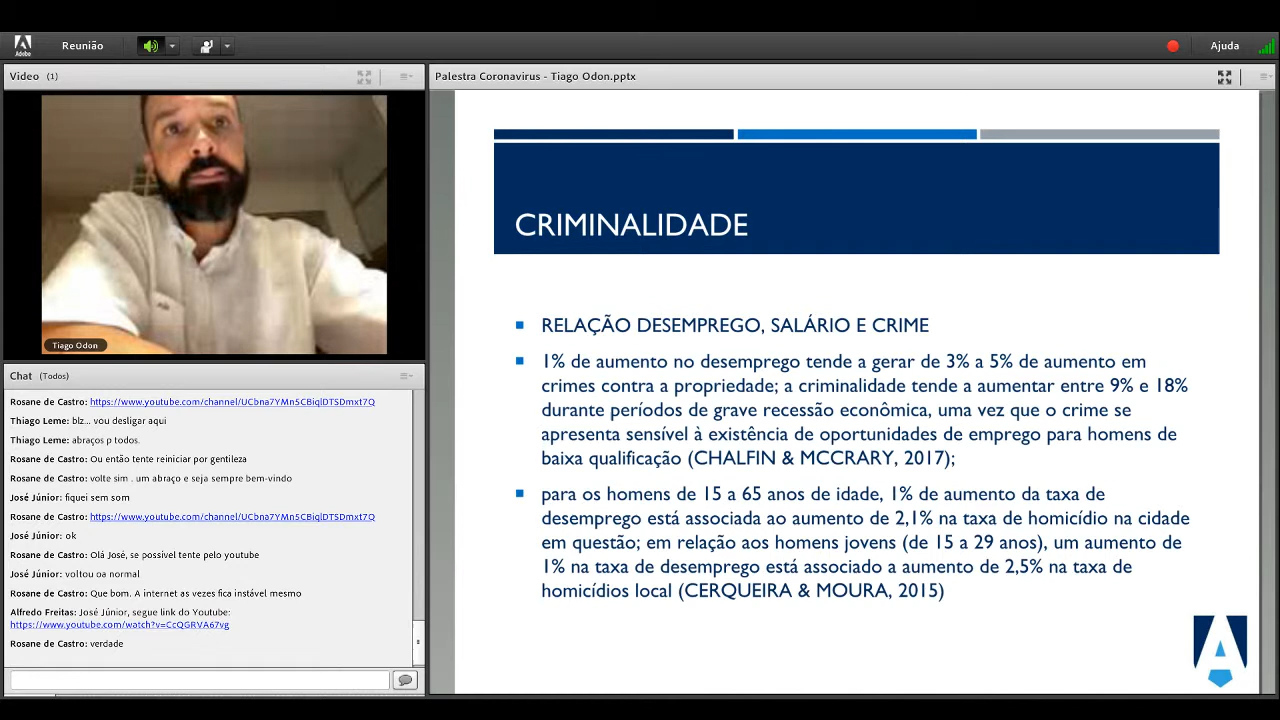 Adobe
Reunião
Ajuda
Video (1)
Tiago Odon
Chat (Todos)
Rosane de Castro: https://www.youtube.com/channel/UCbna7YMn5CBiqlDTSDmxt7Q
Thiago Leme: blz... vou desligar aqui
Thiago Leme: abraços p todos.
Rosane de Castro: Ou então tente reiniciar por gentileza
Rosane de Castro: volte sim . um abraço e seja sempre bem-vindo
José Júnior: fiquei sem som
Rosane de Castro: https://www.youtube.com/channel/UCbna7YMn5CBiqlDTSDmxt7Q
José Júnior: ok
Rosane de Castro: Olá José, se possível tente pelo youtube
José Júnior: voltou oa normal
Rosane de Castro: Que bom. A internet as vezes fica instável mesmo
Alfredo Freitas: José Júnior, segue link do Youtube:
https://www.youtube.com/watch?v=CcQGRVA67vg
Rosane de Castro: verdade
Palestra Coronavirus - Tiago Odon.pptx
CRIMINALIDADE
RELAÇÃO DESEMPREGO, SALÁRIO E CRIME
1% de aumento no desemprego tende a gerar de 3% a 5% de aumento em
crimes contra a propriedade; a criminalidade tende a aumentar entre 9% e 18%
durante períodos de grave recessão econômica, uma vez que o crime se
apresenta sensível à existência de oportunidades de emprego para homens de
baixa qualificação (CHALFIN & MCCRARY, 2017);
para os homens de 15 a 65 anos de idade, 1% de aumento da taxa de
desemprego está associada ao aumento de 2,1% na taxa de homicídio na cidade
em questão; em relação aos homens jovens (de 15 a 29 anos), um aumento de
1% na taxa de desemprego está associado a aumento de 2,5% na taxa de
homicídios local (CERQUEIRA & MOURA, 2015)